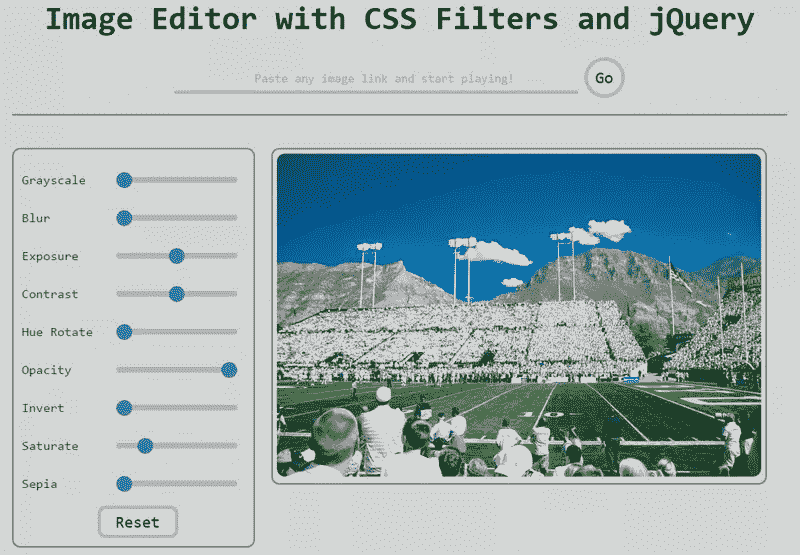 Image Editor with CSS Filters and jQuery
Paste any image link and start playing!
Go
Grayscale
Blur
Exposure
Contrast
Hue Rotate
Opacity
Invert
Saturate
Sepia
Reset